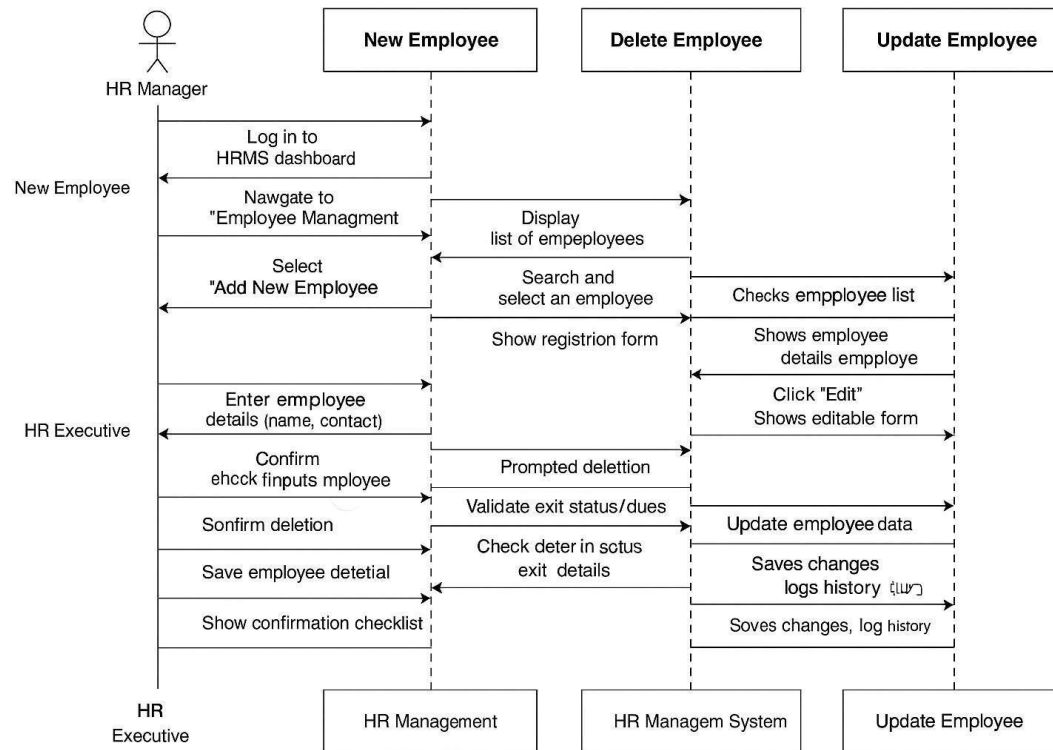 New Employee
Delete Employee
Update Employee
HR Manager
Log in to
HRMS dashboard
New Employee
Nawgate to
"Employee Managment
Display
list of empeployees
Select
"Add New Employee
Search and
select an employee
Checks empployee list
Show registrion form
Shows employee
details empploye
Enter employee
details (name, contact)
Click "Edit”
Shows editable form
HR Executive
Confirm
ehcck finputs mployee
Prompted delettion
Validate exit status/dues
Sonfirm deletion
Update employee data
Check deter in sctus
exit details
Save employee detetial
Saves changes
logs history
Show confirmation checklist
Soves changes, log history
HR
Executive
HR Management
HR Managem System
Update Employee